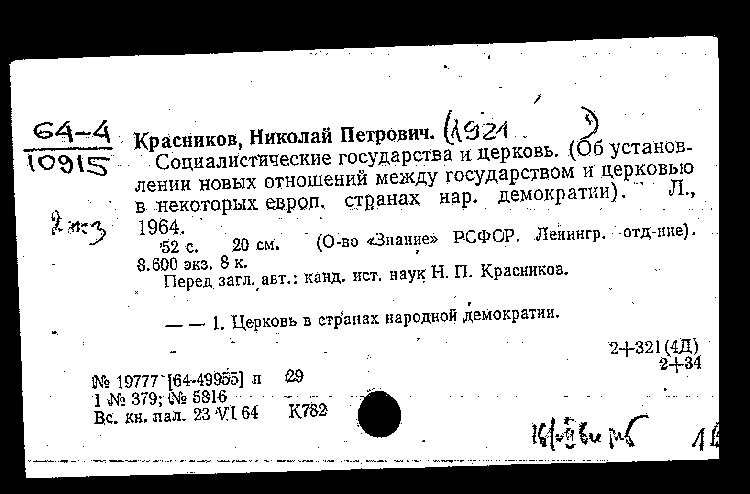 64-4
10915
2 экз
Красников, Николай Петрович. (1921 )
Социалистические государства и церковь. (Об установ-
лении новых отношений между государством и церковью
в некоторых европ. странах нар. демократии). Л.,
1964.
52 с. 20 см. (О-во «Знание» РСФСР. Ленингр. отд-ние).
8.600 экз. 8 к.
Перед загл. авт.: канд. ист. наук Н. П. Красников.
— — 1. Церковь в странах народной демократии.
2+321(4Д)
2+34
№ 19777 [64-49955] п 29
1 № 379; № 5816
Вс. кн. пал. 23 VI 64 К782